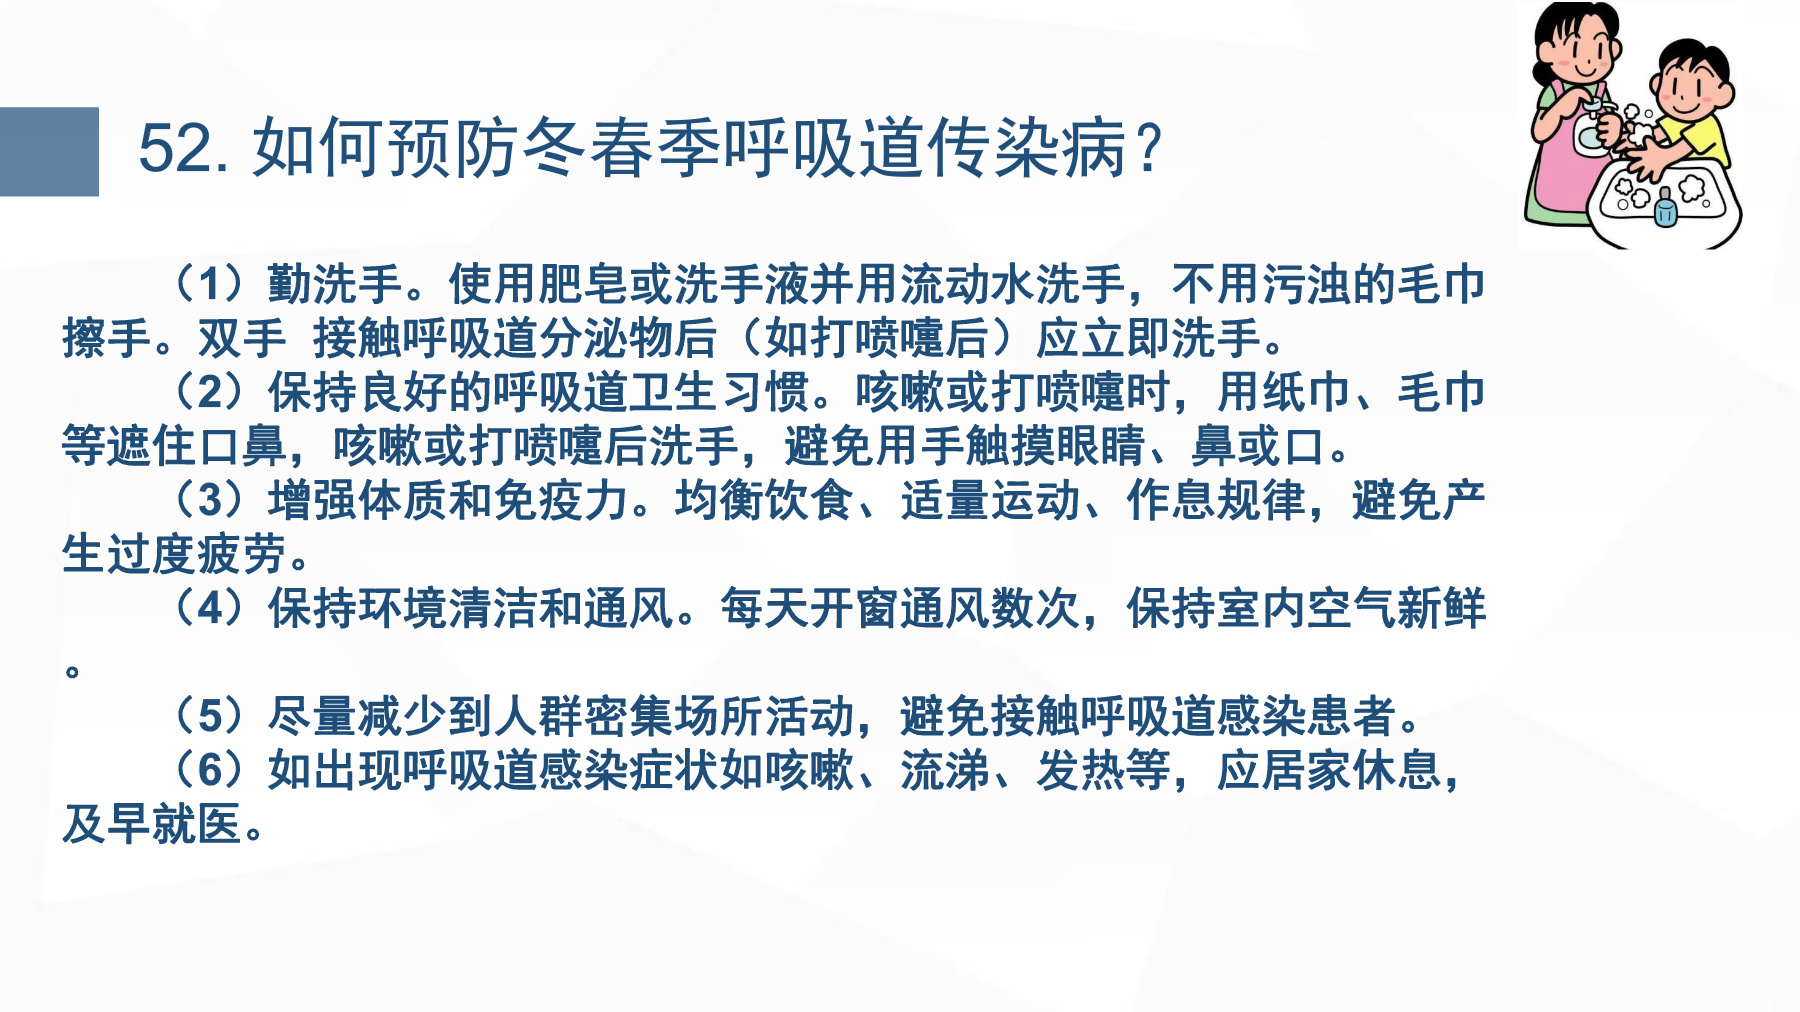 52. 如何预防冬春季呼吸道传染病?
（1）勤洗手。使用肥皂或洗手液并用流动水洗手，不用污浊的毛巾
擦手。双手 接触呼吸道分泌物后（如打喷嚏后）应立即洗手。
（2）保持良好的呼吸道卫生习惯。咳嗽或打喷嚏时，用纸巾、毛巾
等遮住口鼻，咳嗽或打喷嚏后洗手，避免用手触摸眼睛、鼻或口。
（3）增强体质和免疫力。均衡饮食、适量运动、作息规律，避免产
生过度疲劳。
（4）保持环境清洁和通风。每天开窗通风数次，保持室内空气新鲜
。
（5）尽量减少到人群密集场所活动，避免接触呼吸道感染患者。
（6）如出现呼吸道感染症状如咳嗽、流涕、发热等，应居家休息，
及早就医。